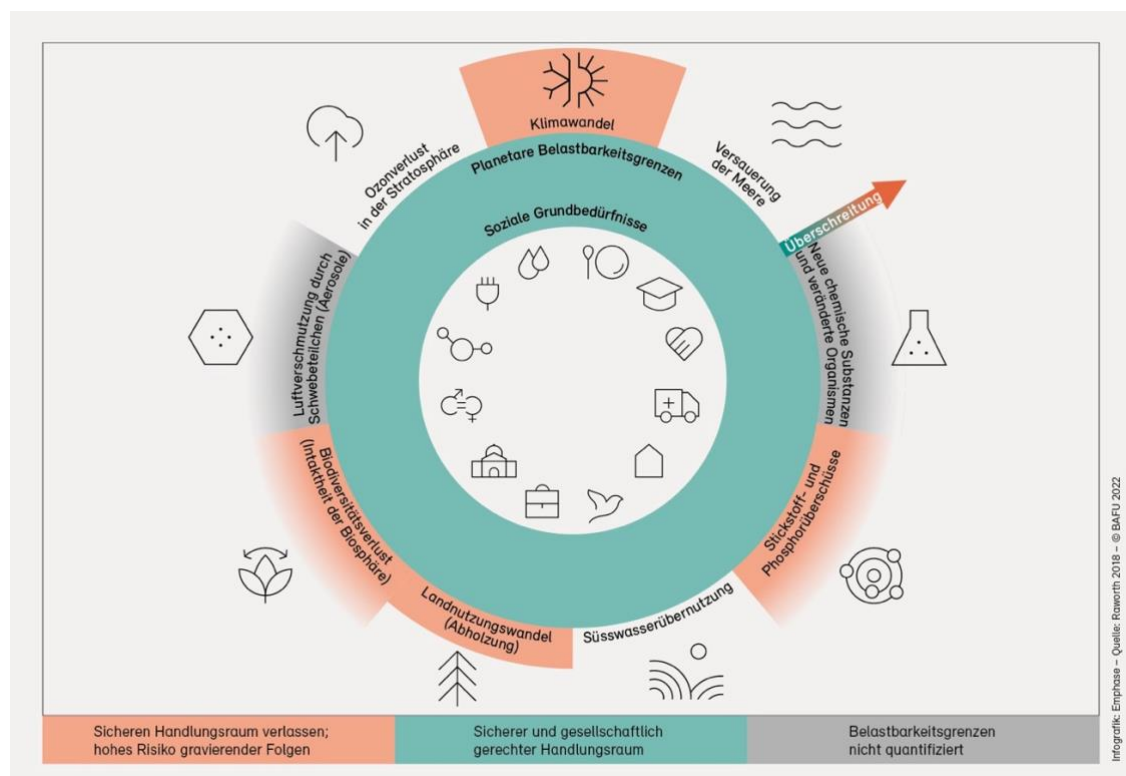 Klimawandel
Planetare Belastbarkeitsgrenzen
Soziale Grundbedürfnisse
Versauerung
der Meere
Überschreitung
Neue chemische Substanzen
und veränderte Organismen
Stickstoff- und
Phosphorüberschüsse
Süsswasserübernutzung
Landnutzungswandel
(Abholzung)
Biodiversitätsverlust
(Intaktheit der Biosphäre)
Luftverschmutzung durch
Schwebeteilchen (Aerosole)
Ozonverlust
in der Stratosphäre
Sicheren Handlungsraum verlassen;
hohes Risiko gravierender Folgen
Sicherer und gesellschaftlich
gerechter Handlungsraum
Belastbarkeitsgrenzen
nicht quantifiziert
Infografik: Emphase – Quelle: Raworth 2018 – © BAFU 2022